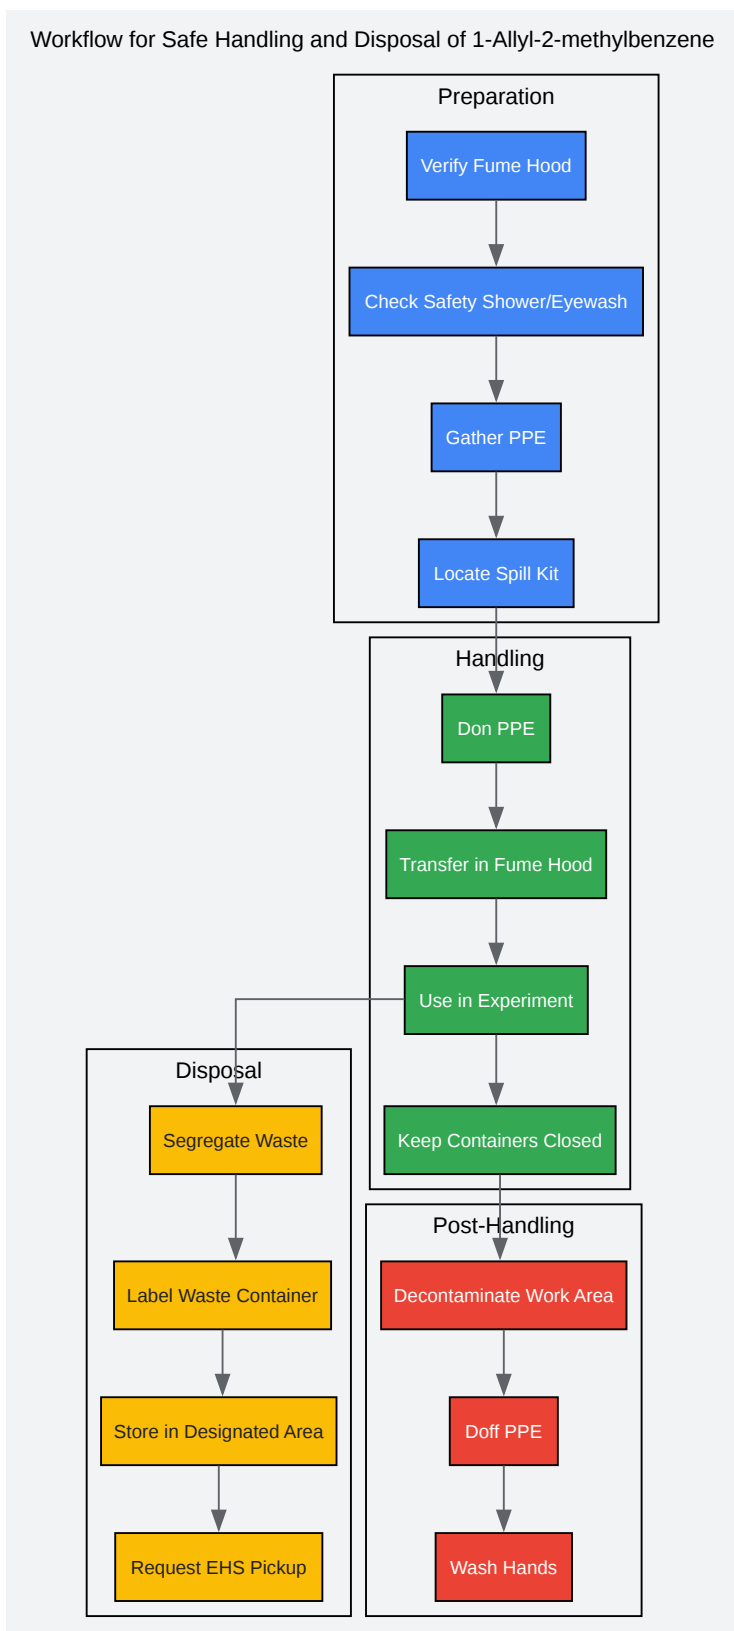 Workflow for Safe Handling and Disposal of 1-Allyl-2-methylbenzene
Preparation
Verify Fume Hood
Check Safety Shower/Eyewash
Gather PPE
Locate Spill Kit
Handling
Don PPE
Transfer in Fume Hood
Use in Experiment
Keep Containers Closed
Disposal
Segregate Waste
Label Waste Container
Store in Designated Area
Request EHS Pickup
Post-Handling
Decontaminate Work Area
Doff PPE
Wash Hands